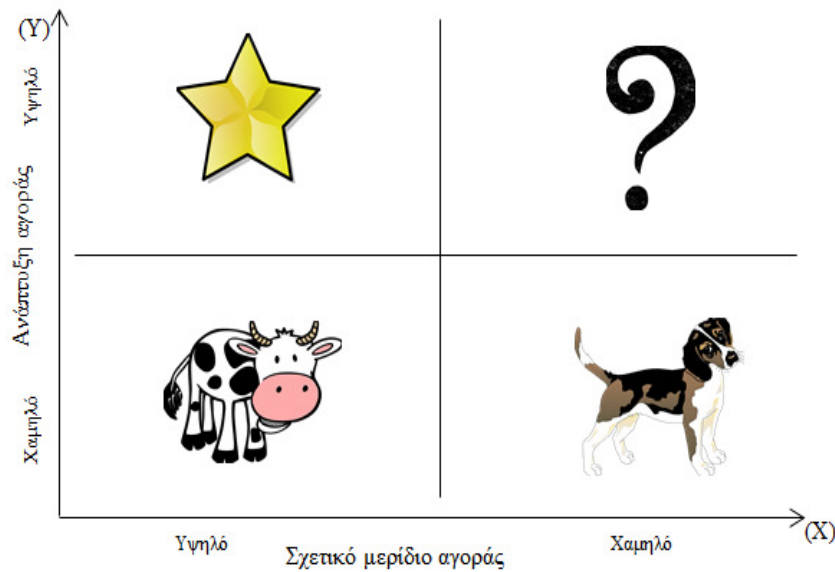 (Υ)
Υψηλό
Ανάπτυξη αγοράς
Χαμηλό
Υψηλό
Σχετικό μερίδιο αγοράς
Χαμηλό
(Χ)